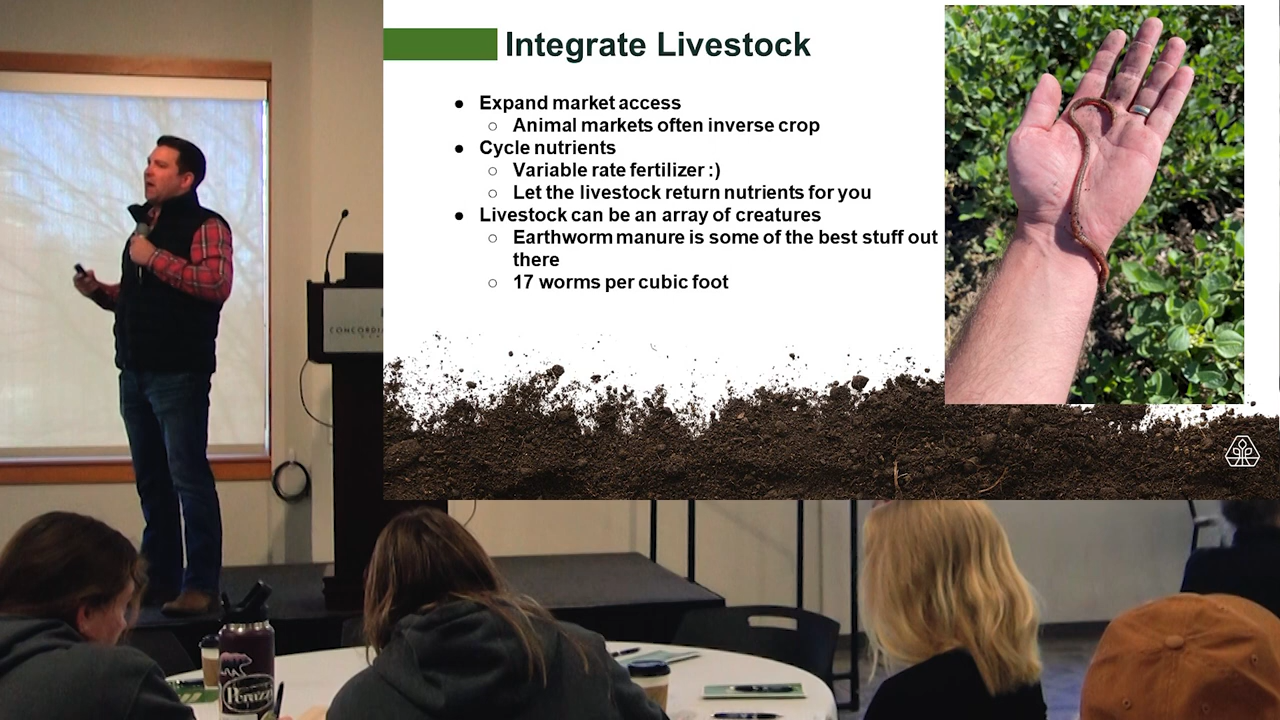 Integrate Livestock
● Expand market access
○ Animal markets often inverse crop
● Cycle nutrients
○ Variable rate fertilizer :)
○ Let the livestock return nutrients for you
● Livestock can be an array of creatures
○ Earthworm manure is some of the best stuff out
there
○ 17 worms per cubic foot
CONCORDI